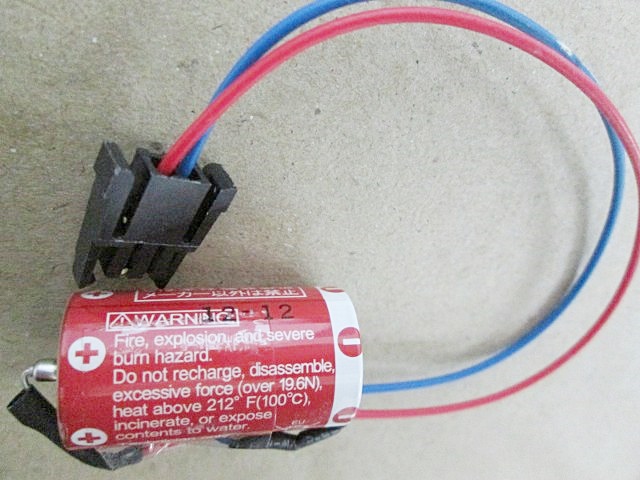 メーカー以外は禁止
12-12
⚠WARNING
Fire, explosion, and severe
burn hazard.
Do not recharge, disassemble,
excessive force (over 19.6N),
heat above 212° F(100°C),
incinerate, or expose
contents to water.
EU